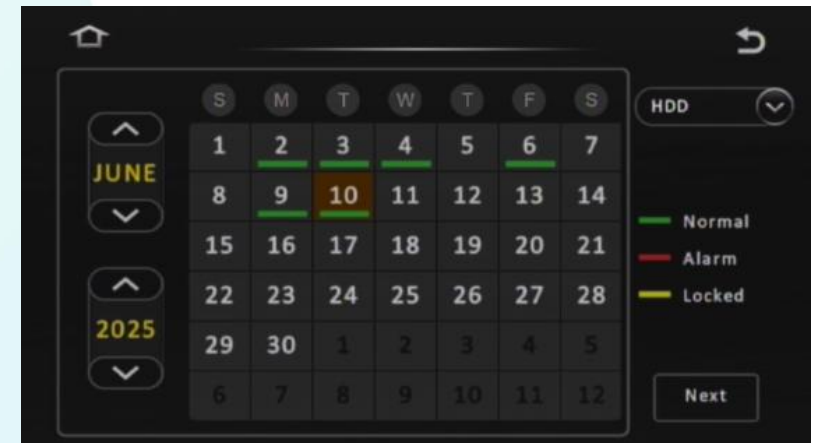 S M T W T F S
HDD
JUNE
1 2 3 4 5 6 7
8 9 10 11 12 13 14
15 16 17 18 19 20 21
22 23 24 25 26 27 28
29 30 1 2 3 4 5
6 7 8 9 10 11 12
2025
Normal
Alarm
Locked
Next